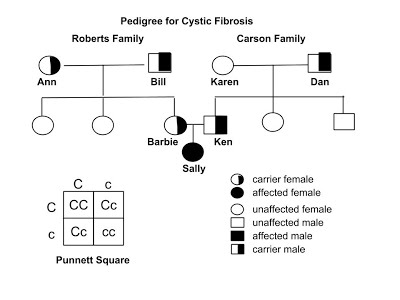 Pedigree for Cystic Fibrosis
Roberts Family
Carson Family
Ann
Bill
Karen
Dan
Barbie
Ken
Sally
carrier female
affected female
unaffected female
unaffected male
affected male
carrier male
C c
C CC Cc
c Cc cc
Punnett Square